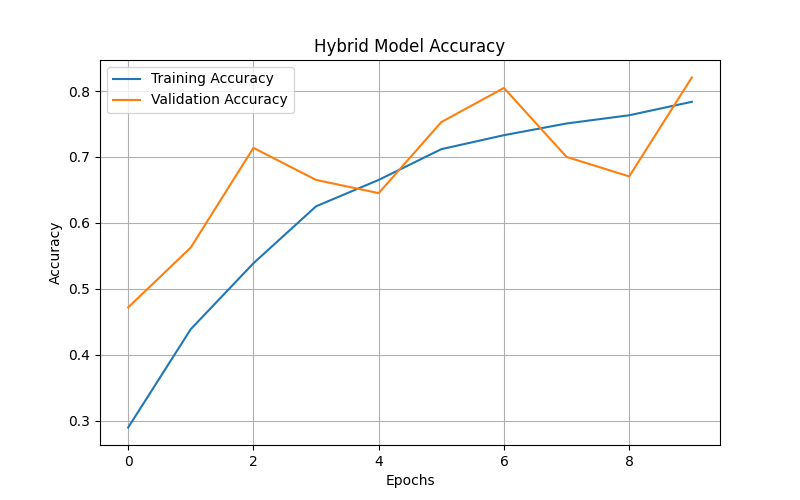 Hybrid Model Accuracy
Training Accuracy
Validation Accuracy
0.8
0.7
0.6
0.5
0.4
0.3
Accuracy
0 2 4 6 8
Epochs